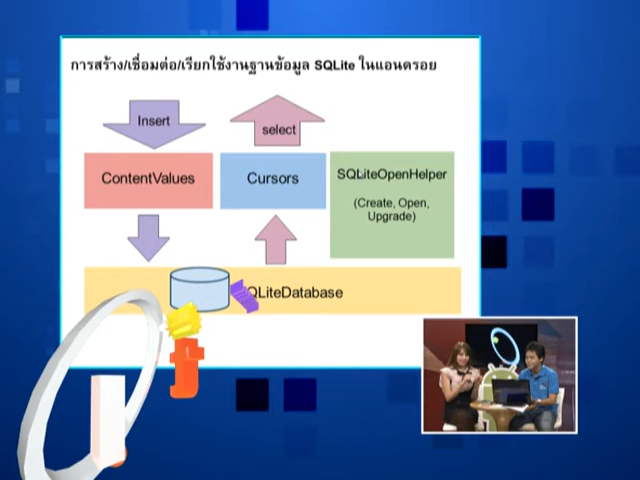 การสร้าง/เชื่อมต่อ/เรียกใช้งานฐานข้อมูล SQLite ในแอนดรอย
Insert
select
ContentValues
Cursors
SQLiteOpenHelper
(Create, Open,
Upgrade)
QLiteDatabase